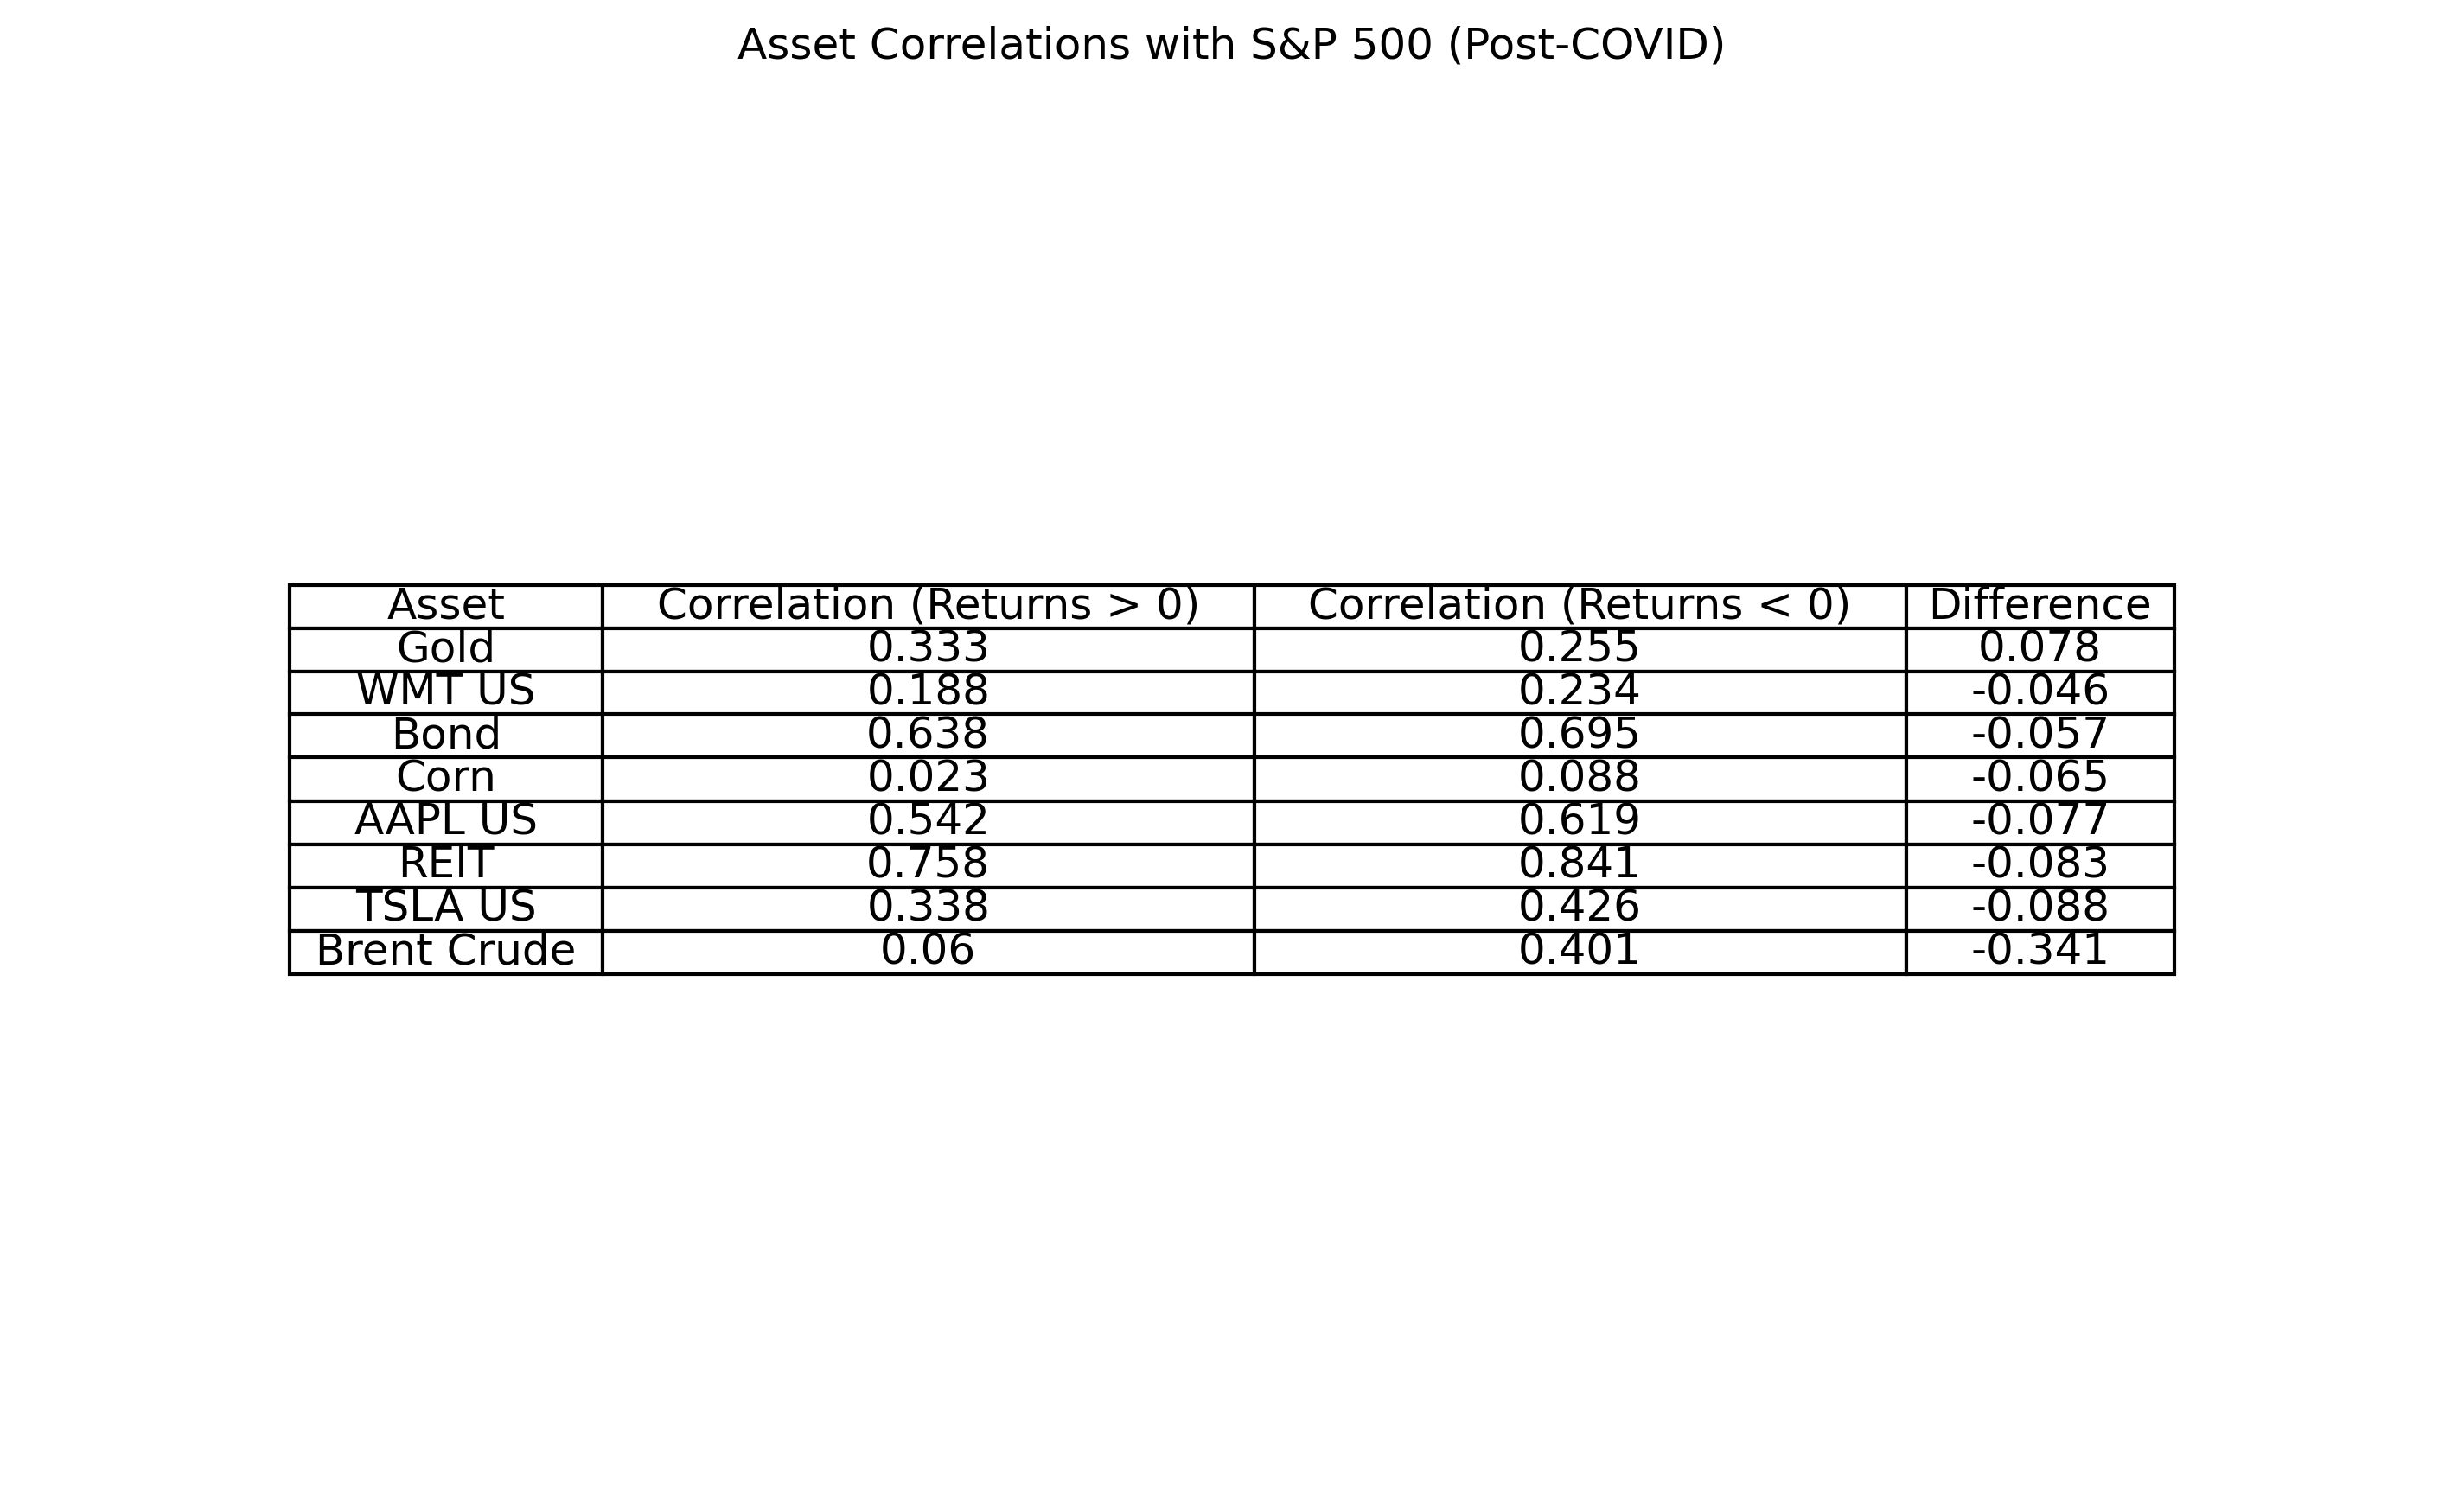 Asset Correlations with S&P 500 (Post-COVID)
Asset Correlation (Returns > 0) Correlation (Returns < 0) Difference
Gold 0.333 0.255 0.078
WMT US 0.188 0.234 -0.046
Bond 0.638 0.695 -0.057
Corn 0.023 0.088 -0.065
AAPL US 0.542 0.619 -0.077
REIT 0.758 0.841 -0.083
TSLA US 0.338 0.426 -0.088
Brent Crude 0.06 0.401 -0.341